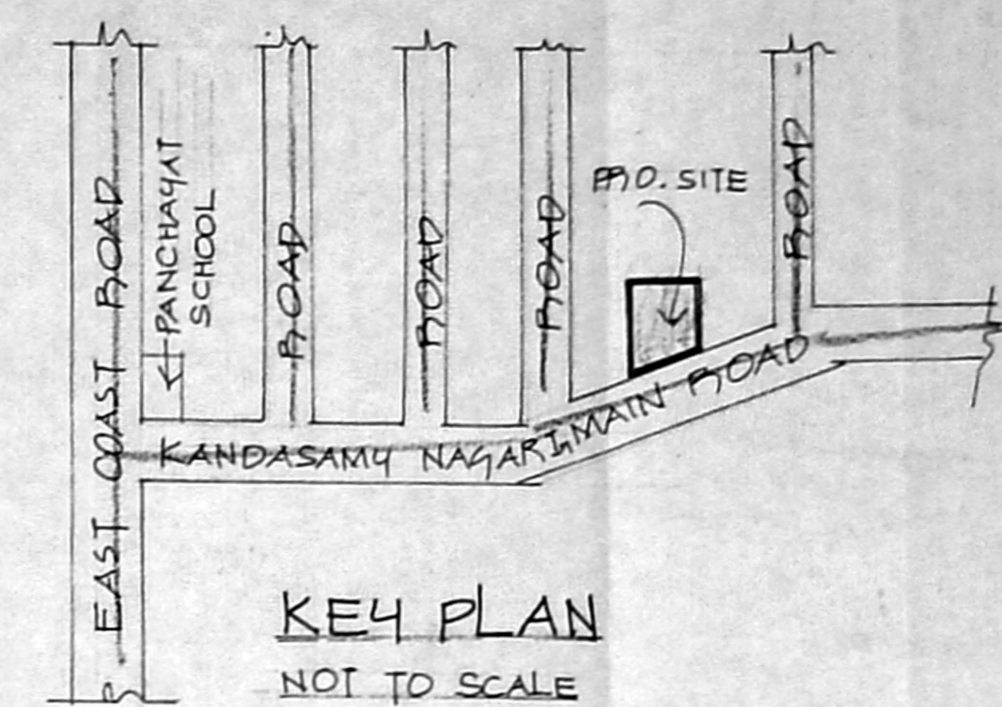 EAST COAST ROAD
PANCHAYAT
SCHOOL
ROAD
ROAD
ROAD
PRO. SITE
ROAD
KANDASAMY NAGAR 1, MAIN ROAD
KEY PLAN
NOT TO SCALE